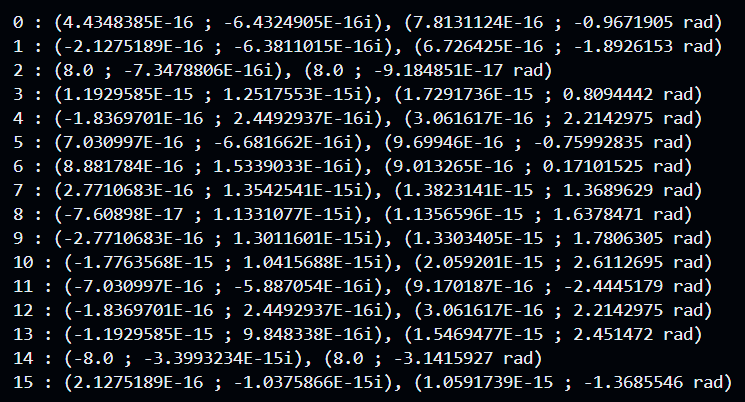 0 : (4.4348385E-16 ; -6.4324905E-16i), (7.8131124E-16 ; -0.9671905 rad)
1 : (-2.1275189E-16 ; -6.3811015E-16i), (6.726425E-16 ; -1.8926153 rad)
2 : (8.0 ; -7.3478806E-16i), (8.0 ; -9.184851E-17 rad)
3 : (1.1929585E-15 ; 1.2517553E-15i), (1.7291736E-15 ; 0.8094442 rad)
4 : (-1.8369701E-16 ; 2.4492937E-16i), (3.061617E-16 ; 2.2142975 rad)
5 : (7.030997E-16 ; -6.681662E-16i), (9.69946E-16 ; -0.75992835 rad)
6 : (8.881784E-16 ; 1.5339033E-16i), (9.013265E-16 ; 0.17101525 rad)
7 : (2.7710683E-16 ; 1.3542541E-15i), (1.3823141E-15 ; 1.3689629 rad)
8 : (-7.60898E-17 ; 1.1331077E-15i), (1.1356596E-15 ; 1.6378471 rad)
9 : (-2.7710683E-16 ; 1.3011601E-15i), (1.3303405E-15 ; 1.7806305 rad)
10 : (-1.7763568E-15 ; 1.0415688E-15i), (2.059201E-15 ; 2.6112695 rad)
11 : (-7.030997E-16 ; -5.887054E-16i), (9.170187E-16 ; -2.4445179 rad)
12 : (-1.8369701E-16 ; 2.4492937E-16i), (3.061617E-16 ; 2.2142975 rad)
13 : (-1.1929585E-15 ; 9.848338E-16i), (1.5469477E-15 ; 2.451472 rad)
14 : (-8.0 ; -3.3993234E-15i), (8.0 ; -3.1415927 rad)
15 : (2.1275189E-16 ; -1.0375866E-15i), (1.0591739E-15 ; -1.3685546 rad)